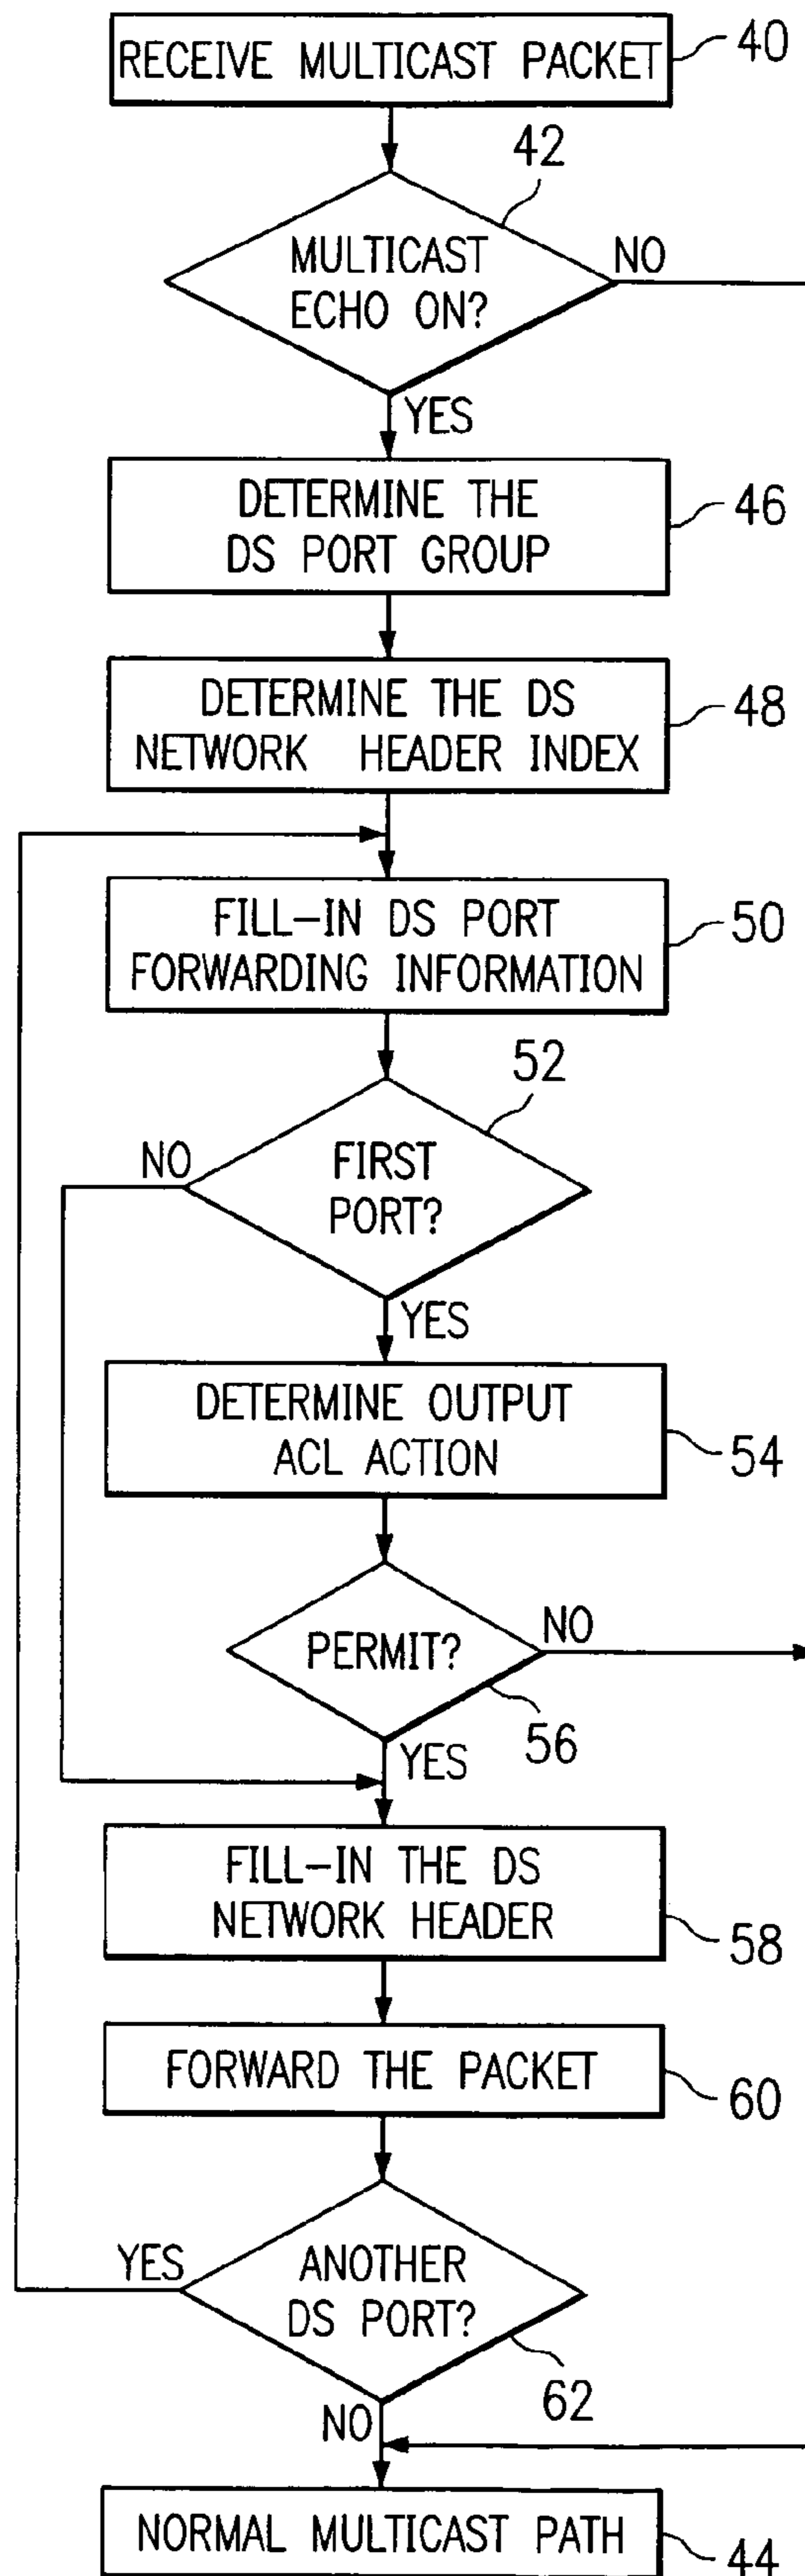 RECEIVE MULTICAST PACKET
40
42
MULTICAST
ECHO ON?
NO
YES
DETERMINE THE
DS PORT GROUP
46
DETERMINE THE DS
NETWORK HEADER INDEX
48
FILL-IN DS PORT
FORWARDING INFORMATION
50
52
NO
FIRST
PORT?
YES
DETERMINE OUTPUT
ACL ACTION
54
PERMIT?
NO
56
YES
FILL-IN THE DS
NETWORK HEADER
58
FORWARD THE PACKET
60
YES
ANOTHER
DS PORT?
62
NO
NORMAL MULTICAST PATH
44